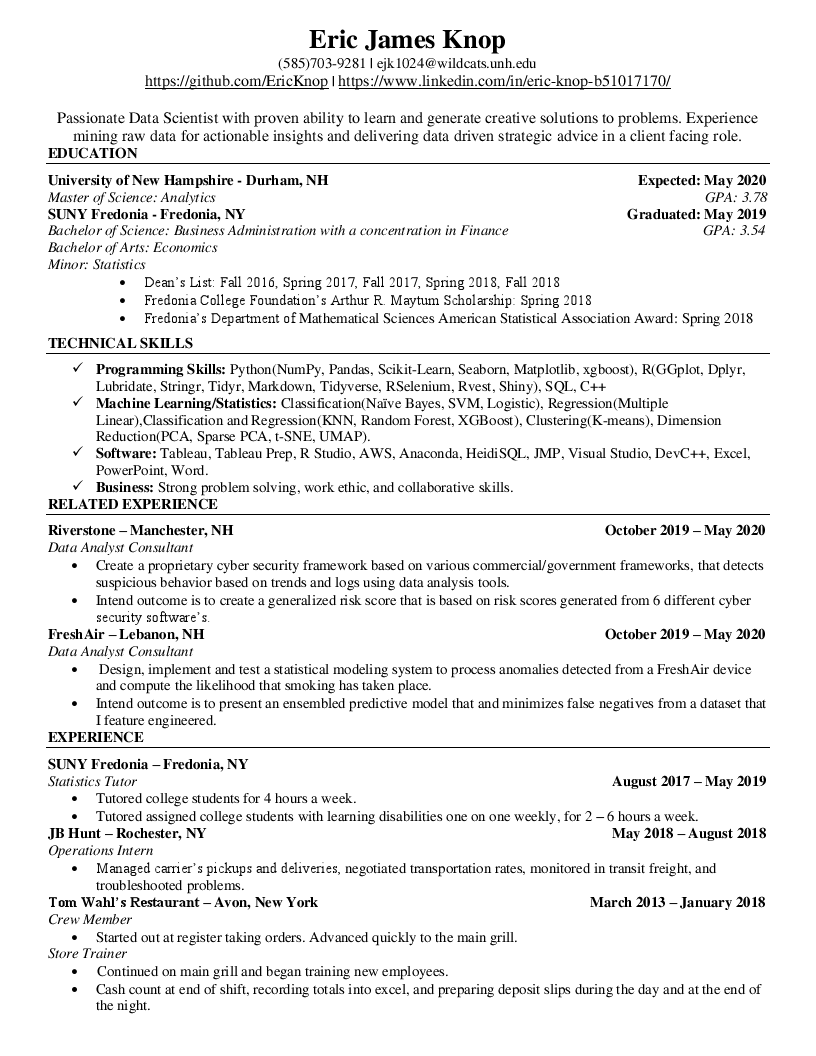 Eric James Knop
(585)703-9281 | ejk1024@wildcats.unh.edu
https://github.com/EricKnop | https://www.linkedin.com/in/eric-knop-b51017170/
Passionate Data Scientist with proven ability to learn and generate creative solutions to problems. Experience
mining raw data for actionable insights and delivering data driven strategic advice in a client facing role.
EDUCATION
University of New Hampshire - Durham, NH Expected: May 2020
Master of Science: Analytics GPA: 3.78
SUNY Fredonia - Fredonia, NY Graduated: May 2019
Bachelor of Science: Business Administration with a concentration in Finance GPA: 3.54
Bachelor of Arts: Economics
Minor: Statistics
• Dean's List: Fall 2016, Spring 2017, Fall 2017, Spring 2018, Fall 2018
• Fredonia College Foundation's Arthur R. Maytum Scholarship: Spring 2018
• Fredonia's Department of Mathematical Sciences American Statistical Association Award: Spring 2018
TECHNICAL SKILLS
✓ Programming Skills: Python(NumPy, Pandas, Scikit-Learn, Seaborn, Matplotlib, xgboost), R(GGplot, Dplyr,
Lubridate, Stringr, Tidyr, Markdown, Tidyverse, RSelenium, Rvest, Shiny), SQL, C++
✓ Machine Learning/Statistics: Classification(Naïve Bayes, SVM, Logistic), Regression(Multiple
Linear),Classification and Regression(KNN, Random Forest, XGBoost), Clustering(K-means), Dimension
Reduction(PCA, Sparse PCA, t-SNE, UMAP).
✓ Software: Tableau, Tableau Prep, R Studio, AWS, Anaconda, HeidiSQL, JMP, Visual Studio, DevC++, Excel,
PowerPoint, Word.
✓ Business: Strong problem solving, work ethic, and collaborative skills.
RELATED EXPERIENCE
Riverstone – Manchester, NH October 2019 – May 2020
Data Analyst Consultant
• Create a proprietary cyber security framework based on various commercial/government frameworks, that detects
suspicious behavior based on trends and logs using data analysis tools.
• Intend outcome is to create a generalized risk score that is based on risk scores generated from 6 different cyber
security software's.
FreshAir – Lebanon, NH October 2019 – May 2020
Data Analyst Consultant
• Design, implement and test a statistical modeling system to process anomalies detected from a FreshAir device
and compute the likelihood that smoking has taken place.
• Intend outcome is to present an ensembled predictive model that and minimizes false negatives from a dataset that
I feature engineered.
EXPERIENCE
SUNY Fredonia – Fredonia, NY
Statistics Tutor August 2017 – May 2019
• Tutored college students for 4 hours a week.
• Tutored assigned college students with learning disabilities one on one weekly, for 2 – 6 hours a week.
JB Hunt – Rochester, NY May 2018 – August 2018
Operations Intern
• Managed carrier's pickups and deliveries, negotiated transportation rates, monitored in transit freight, and
troubleshooted problems.
Tom Wahl's Restaurant – Avon, New York March 2013 – January 2018
Crew Member
• Started out at register taking orders. Advanced quickly to the main grill.
Store Trainer
• Continued on main grill and began training new employees.
• Cash count at end of shift, recording totals into excel, and preparing deposit slips during the day and at the end of
the night.